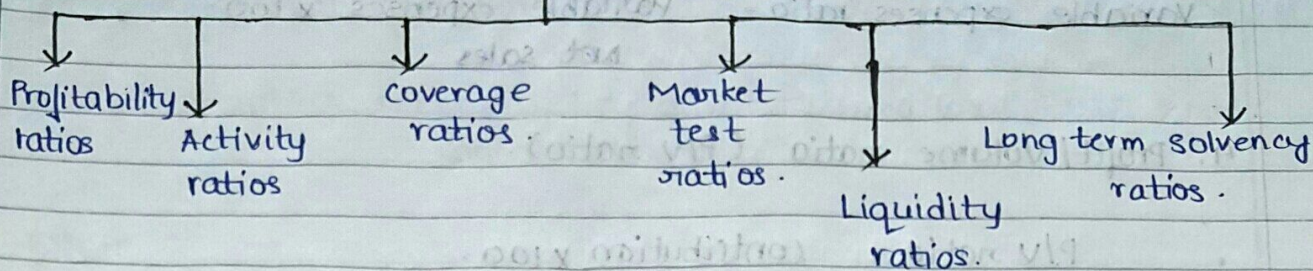 Profitability
ratios
Activity
ratios
coverage
ratios.
Market
test
ratios.
Liquidity
ratios.
Long term solvency
ratios.